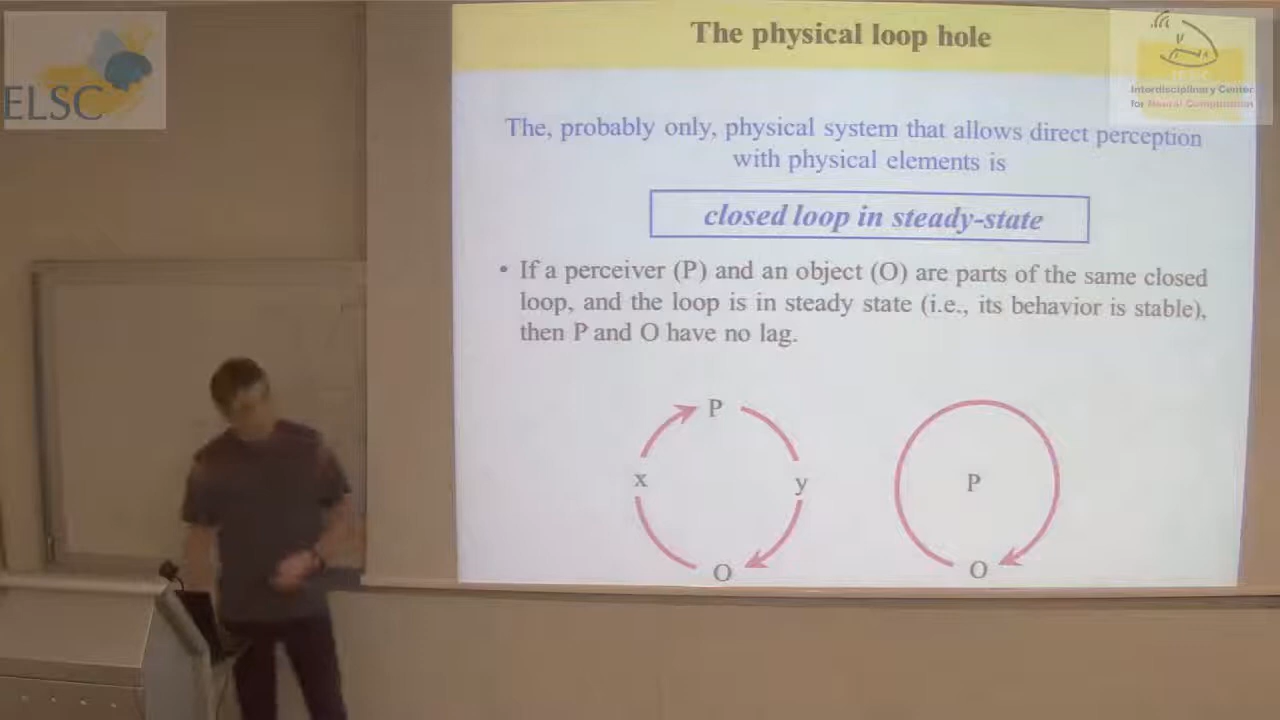 ELSC
The physical loop hole
Interdisciplinary Center
for Neural Computation
The, probably only, physical system that allows direct perception
with physical elements is
closed loop in steady-state
• If a perceiver (P) and an object (O) are parts of the same closed
loop, and the loop is in steady state (i.e., its behavior is stable),
then P and O have no lag.
P
x
y
O
P
O